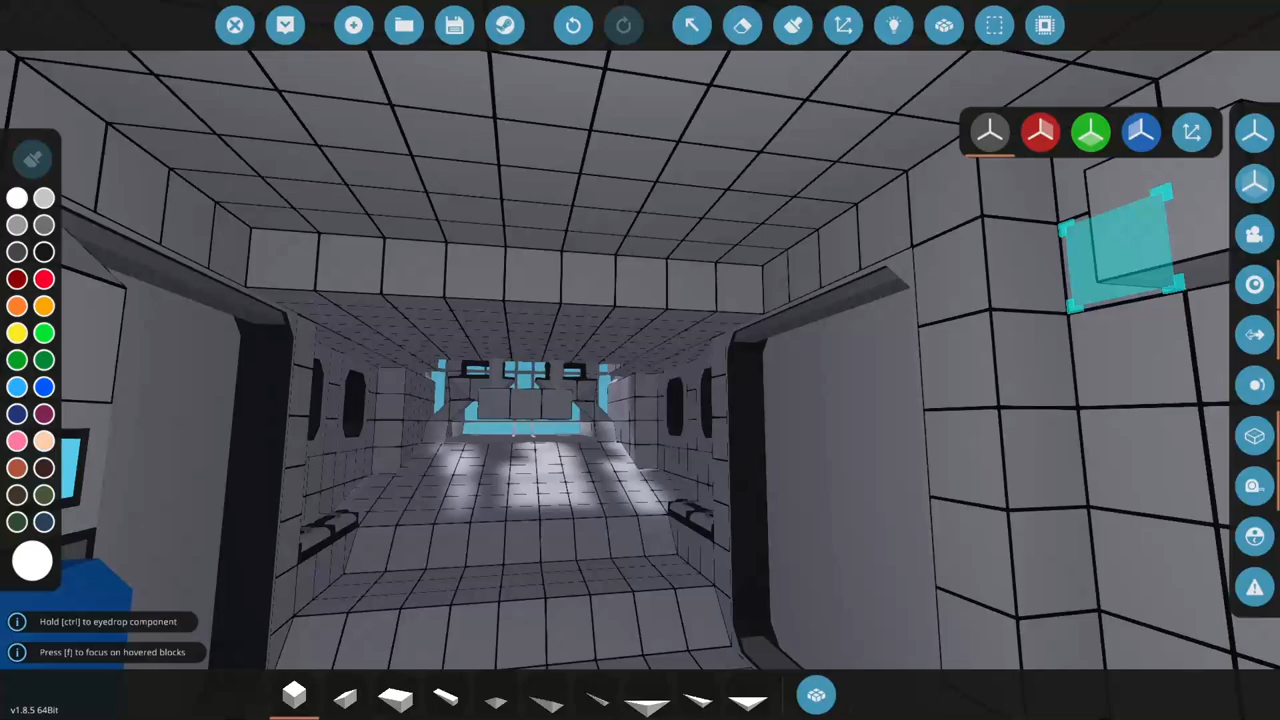 Hold [ctrl] to eyedrop component
Press [f] to focus on hovered blocks
v1.8.5 64Bit